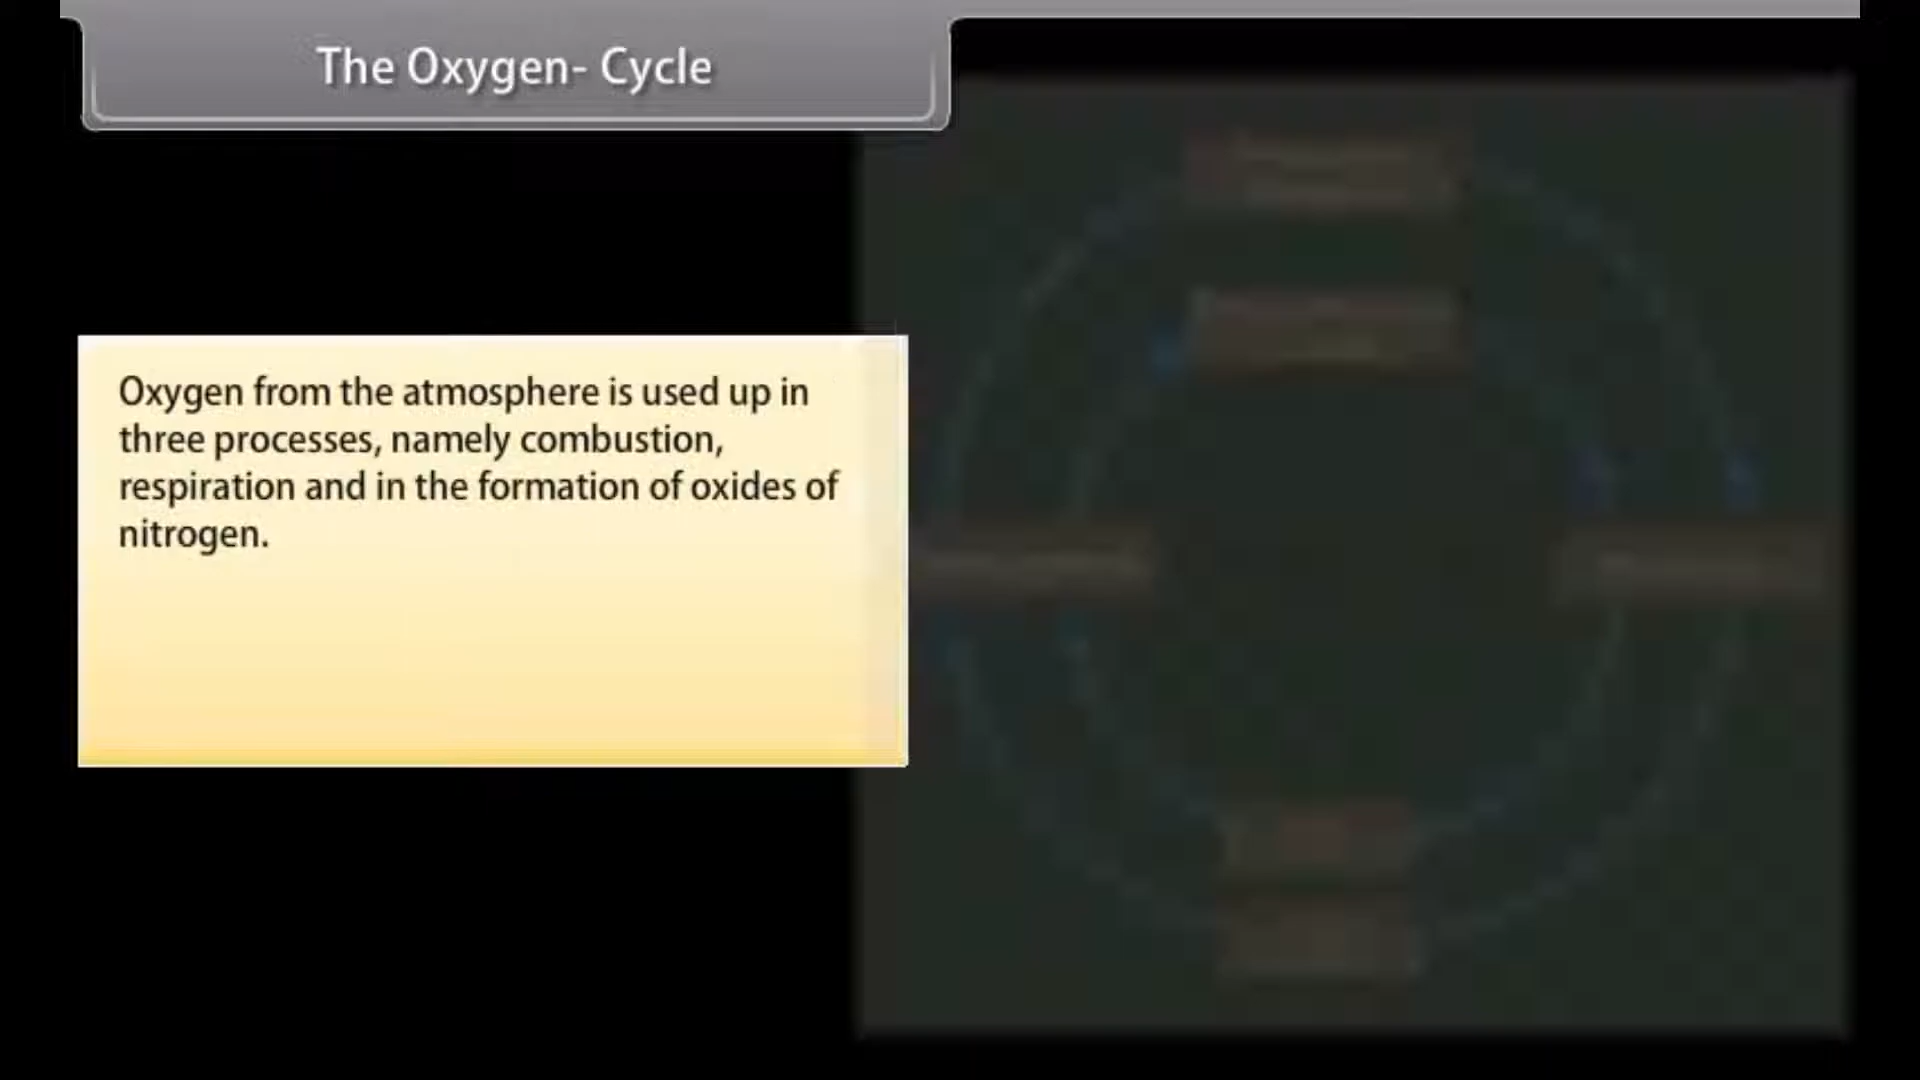 The Oxygen- Cycle
Oxygen from the atmosphere is used up in
three processes, namely combustion,
respiration and in the formation of oxides of
nitrogen.